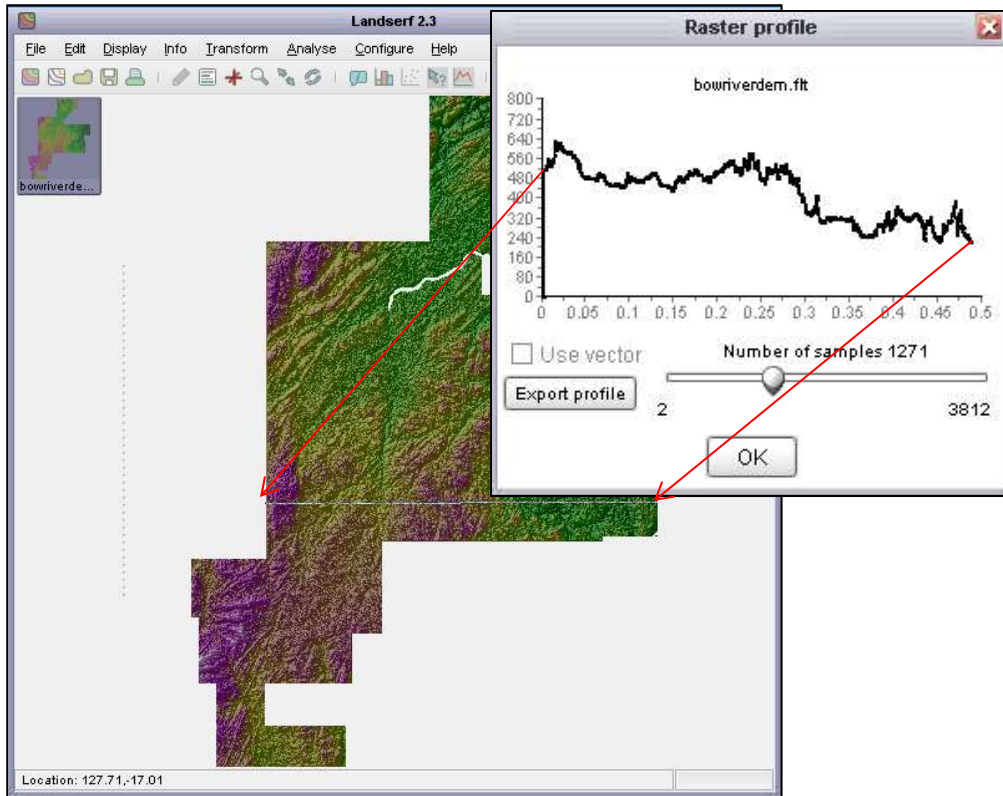 Landserf 2.3
File Edit Display Info Transform Analyse Configure Help
bowriverde...
Location: 127.71,-17.01
Raster profile
bowriverdem.flt
800
720
640
560
480
400
320
240
160
80
0
0 0.05 0.1 0.15 0.2 0.25 0.3 0.35 0.4 0.45 0.5
Use vector
Number of samples 1271
Export profile
2 3812
OK